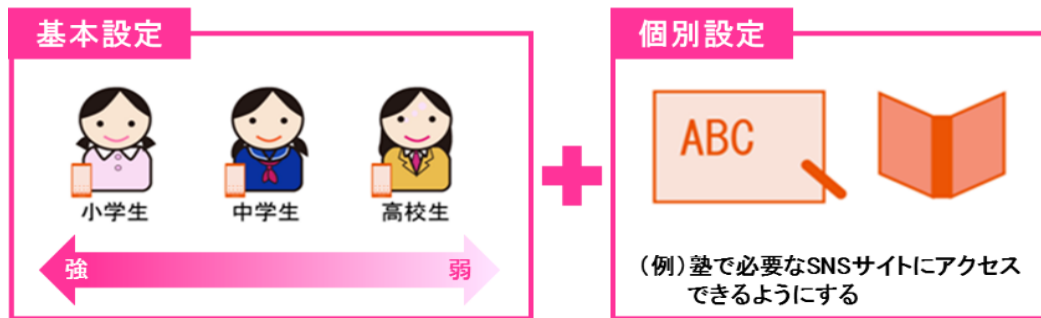 基本設定
小学生
中学生
高校生
強
弱
個別設定
ABC
(例)塾で必要なSNSサイトにアクセス
できるようにする